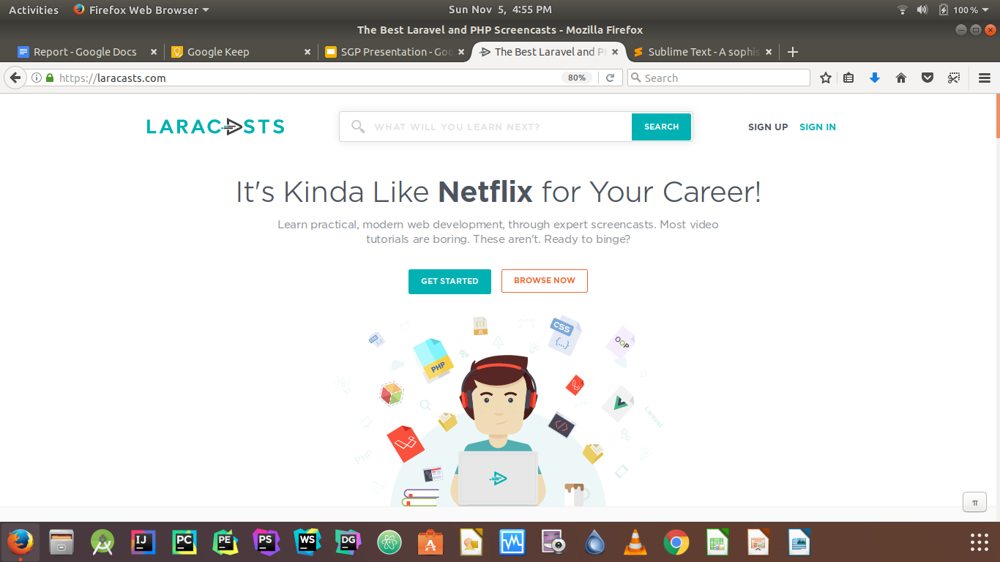 Activities Firefox Web Browser Sun Nov 5, 4:55 PM 100%
The Best Laravel and PHP Screencasts - Mozilla Firefox
Report - Google Docs Google Keep SGP Presentation - Goo The Best Laravel and P Sublime Text - A sophis
https://laracasts.com 80% Search
LARACASTS WHAT WILL YOU LEARN NEXT? SEARCH SIGN UP SIGN IN
It's Kinda Like Netflix for Your Career!
Learn practical, modern web development, through expert screencasts. Most video
tutorials are boring. These aren't. Ready to binge?
GET STARTED BROWSE NOW
{:}
JS
CSS
{...}
CSS
OOP
PHP
</>
Laravel
</>
PHP
π
IJ PC PE PS WS DG